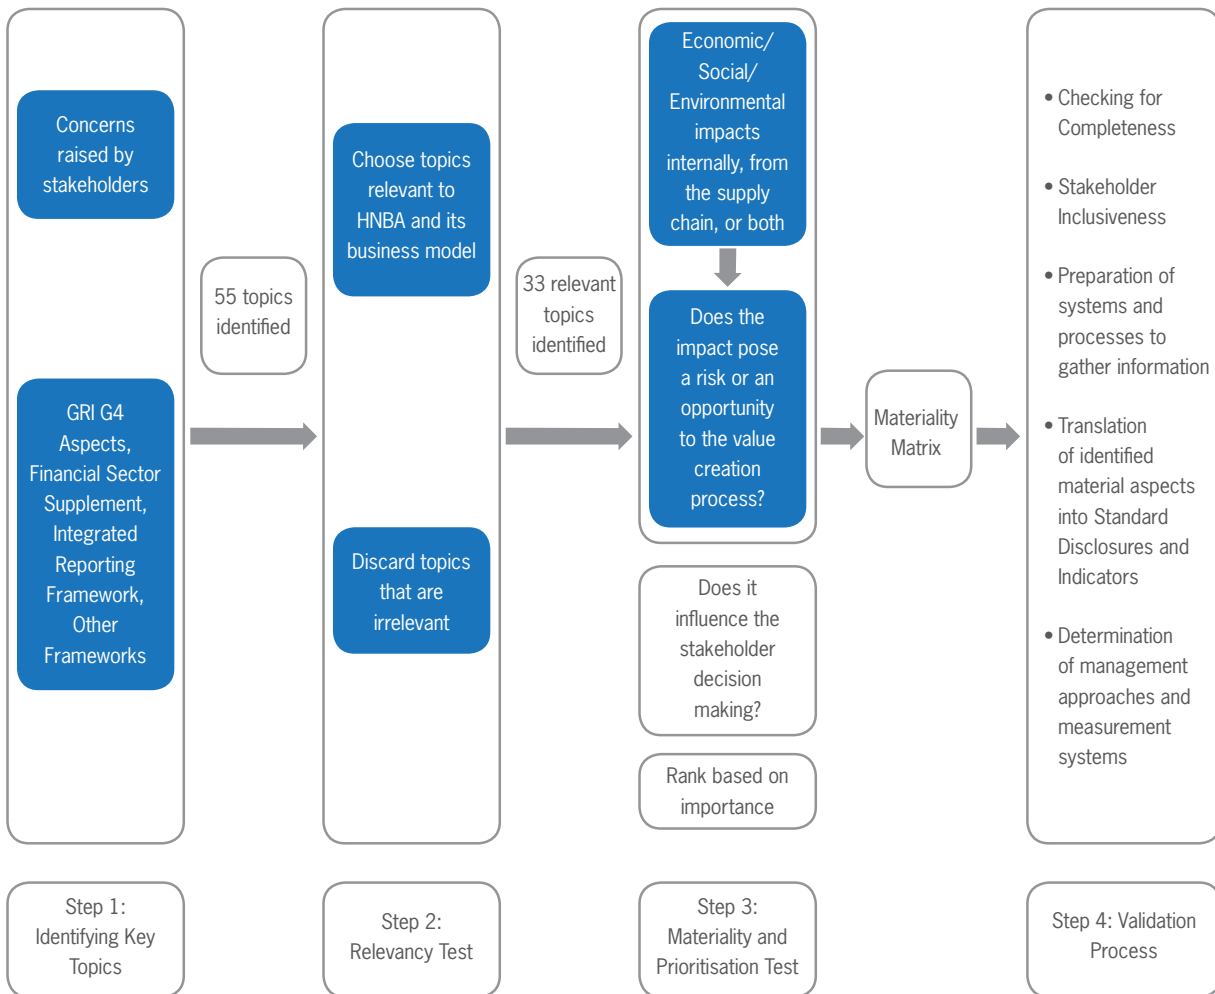 Concerns
raised by
stakeholders
GRI G4
Aspects,
Financial Sector
Supplement,
Integrated
Reporting
Framework,
Other
Frameworks
55 topics
identified
Choose topics
relevant to
HNBA and its
business model
Discard topics
that are
irrelevant
33 relevant
topics
identified
Economic/
Social/
Environmental
impacts
internally, from
the supply
chain, or both
Does the
impact pose
a risk or an
opportunity
to the value
creation
process?
Does it
influence the
stakeholder
decision
making?
Rank based on
importance
Materiality
Matrix
• Checking for
Completeness
• Stakeholder
Inclusiveness
• Preparation of
systems and
processes to
gather information
• Translation
of identified
material aspects
into Standard
Disclosures and
Indicators
• Determination
of management
approaches and
measurement
systems
Step 1:
Identifying Key
Topics
Step 2:
Relevancy Test
Step 3:
Materiality and
Prioritisation Test
Step 4: Validation
Process